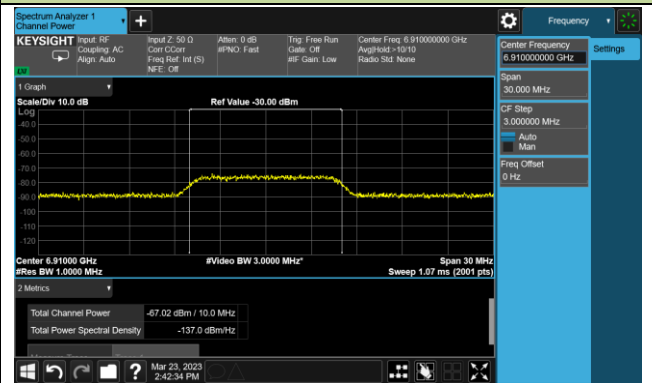 Spectrum Analyzer 1
Channel Power
Frequency
KEYSIGHT
Input: RF
Coupling: AC
Align: Auto
Input Z: 50 Ω
Corr CCorr
Freq Ref: Int (S)
NFE: Off
Atten: 0 dB
#PNO: Fast
Trig: Free Run
Gate: Off
#IF Gain: Low
Center Freq: 6.910000000 GHz
Avg|Hold:>10/10
Radio Std: None
Center Frequency
6.910000000 GHz
Settings
Span
30.000 MHz
CF Step
3.000000 MHz
Auto
Man
Freq Offset
0 Hz
1 Graph
Scale/Div 10.0 dB
Ref Value -30.00 dBm
Log
-40.0
-50.0
-60.0
-70.0
-80.0
-90.0
-100
-110
-120
Center 6.91000 GHz
#Video BW 3.0000 MHz*
Span 30 MHz
#Res BW 1.0000 MHz
Sweep 1.07 ms (2001 pts)
2 Metrics
Total Channel Power
-67.02 dBm / 10.0 MHz
Total Power Spectral Density
-137.0 dBm/Hz
?
Mar 23, 2023
2:42:34 PM